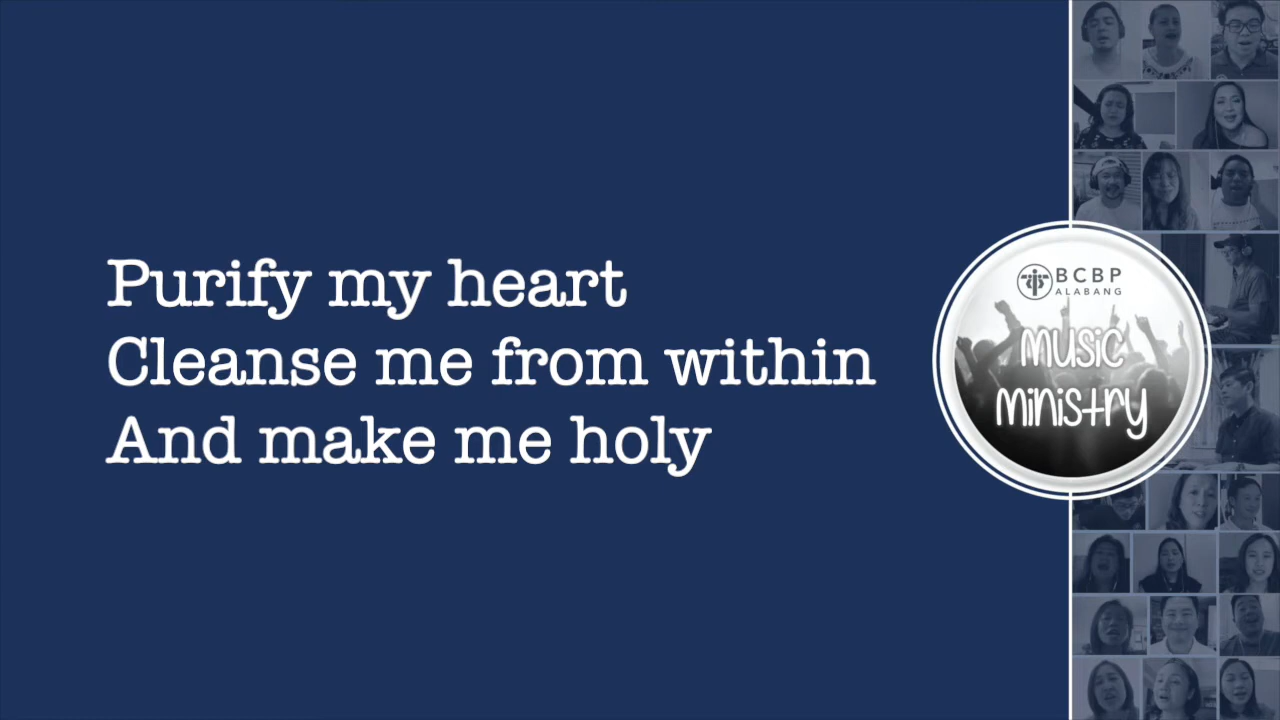 Purify my heart
Cleanse me from within
And make me holy
BCBP
ALABANG
music
ministry